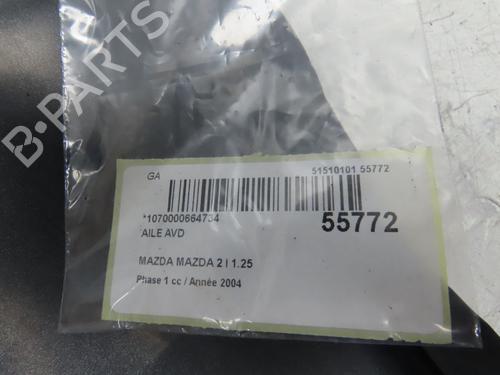 B-PARTS
GA
51510101 55772
*1070000664734
55772
AILE AVD
MAZDA MAZDA 2 I 1.25
Phase 1 cc / Année 2004